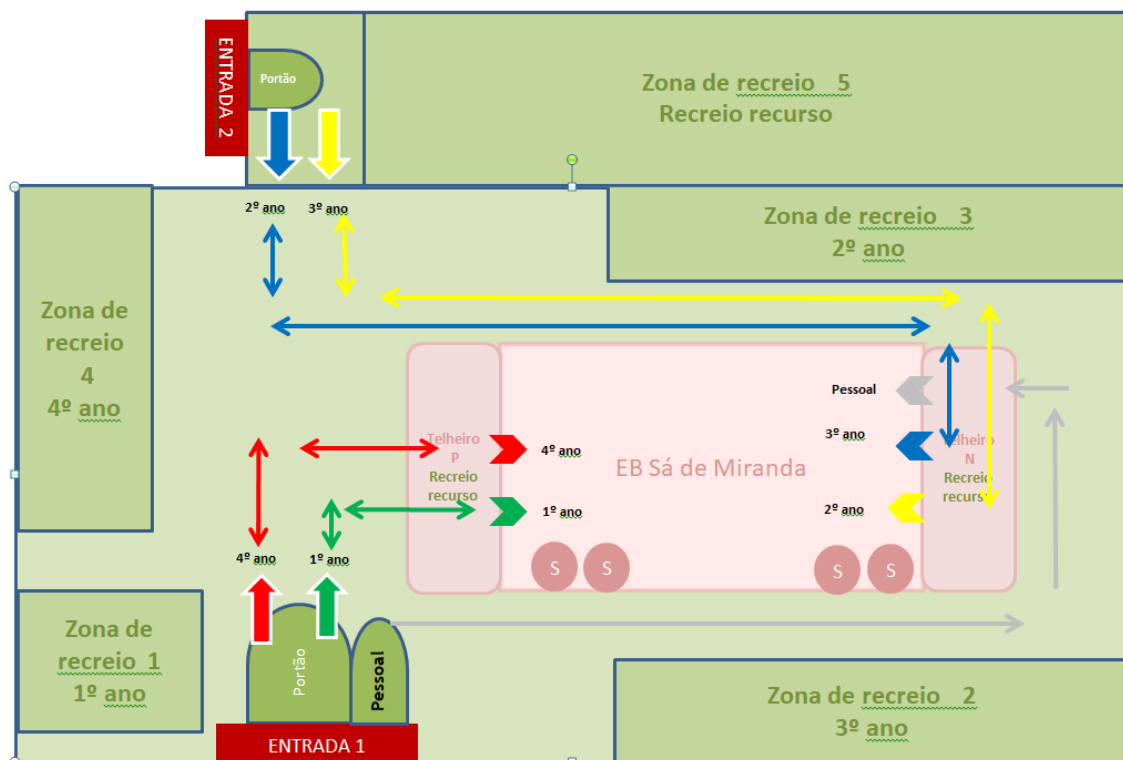 ENTRADA 2
Portão
Zona de recreio 5
Recreio recurso
2º ano
3º ano
Zona de recreio 3
2º ano
Zona de
recreio
4
4º ano
Telheiro
P
Recreio
recurso
4º ano
1º ano
EB Sá de Miranda
Pessoal
3º ano
2º ano
Telheiro
N
Recreio
recurso
S
S
S
S
4º ano
1º ano
Zona de
recreio 1
1º ano
Portão
Pessoal
ENTRADA 1
Zona de recreio 2
3º ano